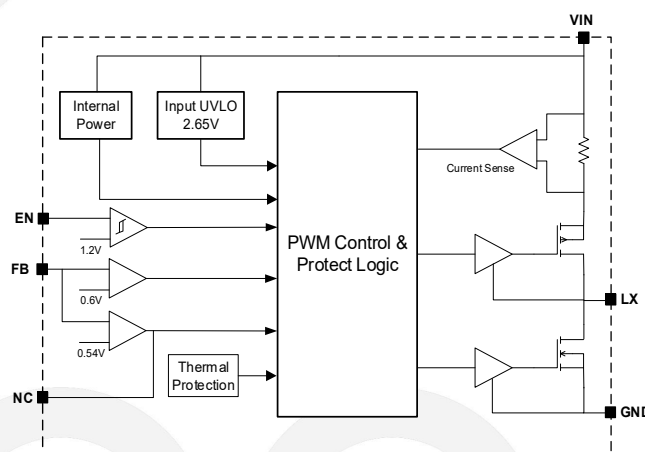 VIN
Internal
Power
Input UVLO
2.65V
Current Sense
EN
1.2V
PWM Control &
Protect Logic
FB
0.6V
LX
0.54V
Thermal
Protection
NC
GND